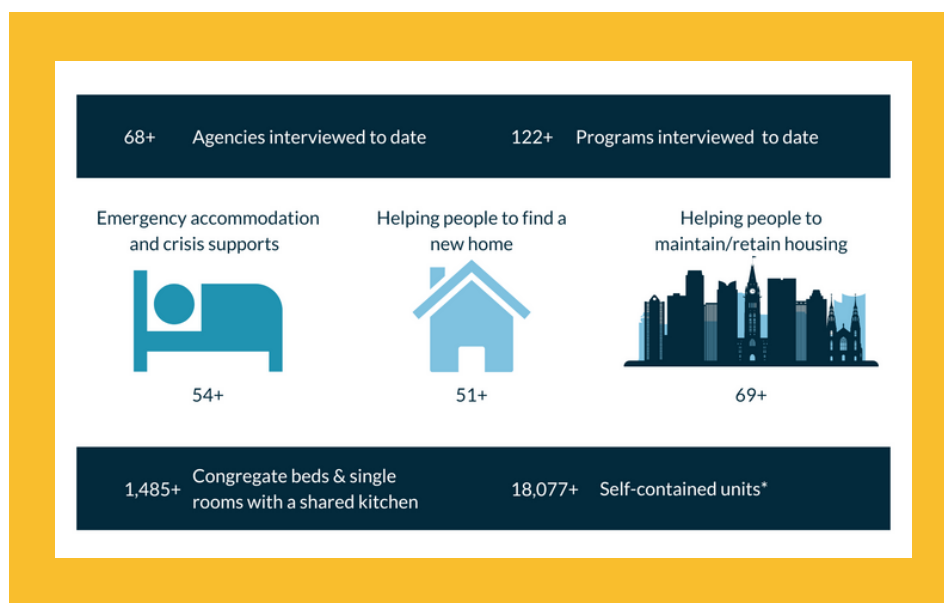 68+ Agencies interviewed to date
122+ Programs interviewed to date
Emergency accommodation
and crisis supports
54+
Helping people to find a
new home
51+
Helping people to
maintain/retain housing
69+
1,485+ Congregate beds & single
rooms with a shared kitchen
18,077+ Self-contained units*